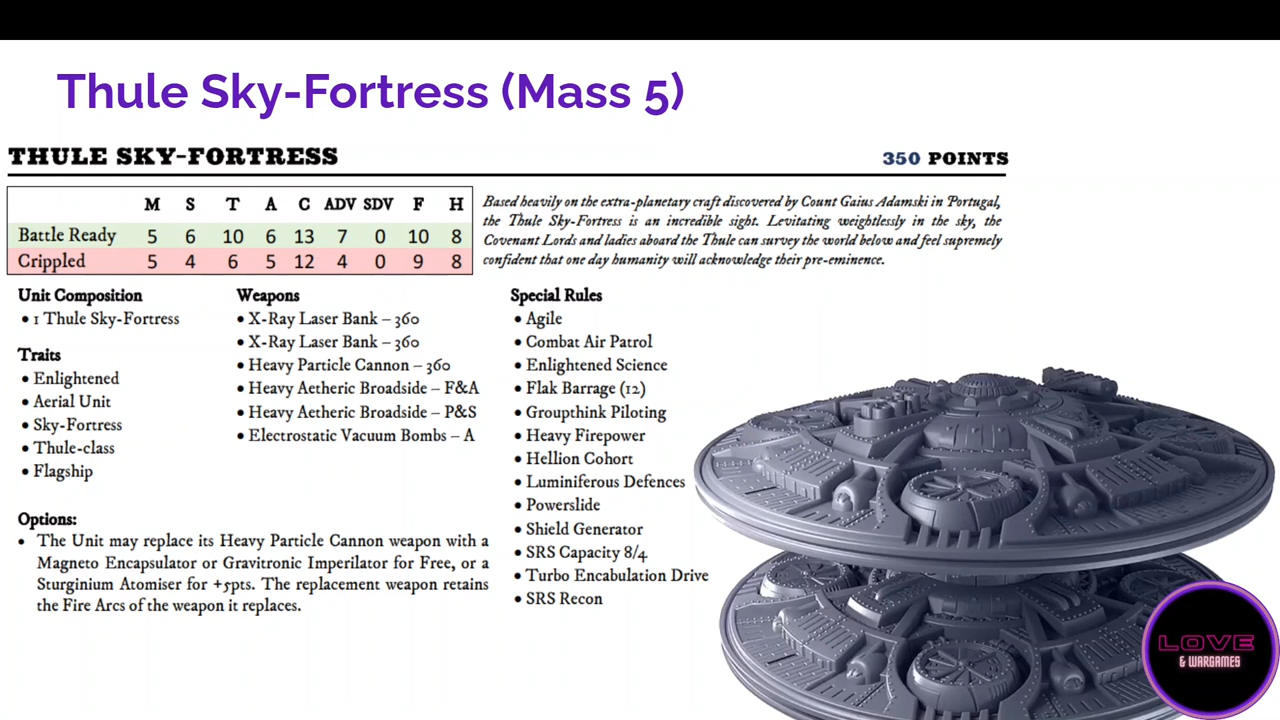 Thule Sky-Fortress (Mass 5)
THULE SKY-FORTRESS 350 POINTS
M S T A C ADV SDV F H
Battle Ready 5 6 10 6 13 7 0 10 8
Crippled 5 4 6 5 12 4 0 9 8
Based heavily on the extra-planetary craft discovered by Count Gaius Adamski in Portugal,
the Thule Sky-Fortress is an incredible sight. Levitating weightlessly in the sky, the
Covenant Lords and ladies aboard the Thule can survey the world below and feel supremely
confident that one day humanity will acknowledge their pre-eminence.
Unit Composition
• 1 Thule Sky-Fortress
Traits
• Enlightened
• Aerial Unit
• Sky-Fortress
• Thule-class
• Flagship
Weapons
• X-Ray Laser Bank – 360
• X-Ray Laser Bank – 360
• Heavy Particle Cannon – 360
• Heavy Aetheric Broadside – F&A
• Heavy Aetheric Broadside – P&S
• Electrostatic Vacuum Bombs – A
Special Rules
• Agile
• Combat Air Patrol
• Enlightened Science
• Flak Barrage (12)
• Groupthink Piloting
• Heavy Firepower
• Hellion Cohort
• Luminiferous Defences
• Powerslide
• Shield Generator
• SRS Capacity 8/4
• Turbo Encabulation Drive
• SRS Recon
Options:
• The Unit may replace its Heavy Particle Cannon weapon with a
Magneto Encapsulator or Gravitronic Imperilator for Free, or a
Sturginium Atomiser for +5pts. The replacement weapon retains
the Fire Arcs of the weapon it replaces.
LOVE
& WARGAMES